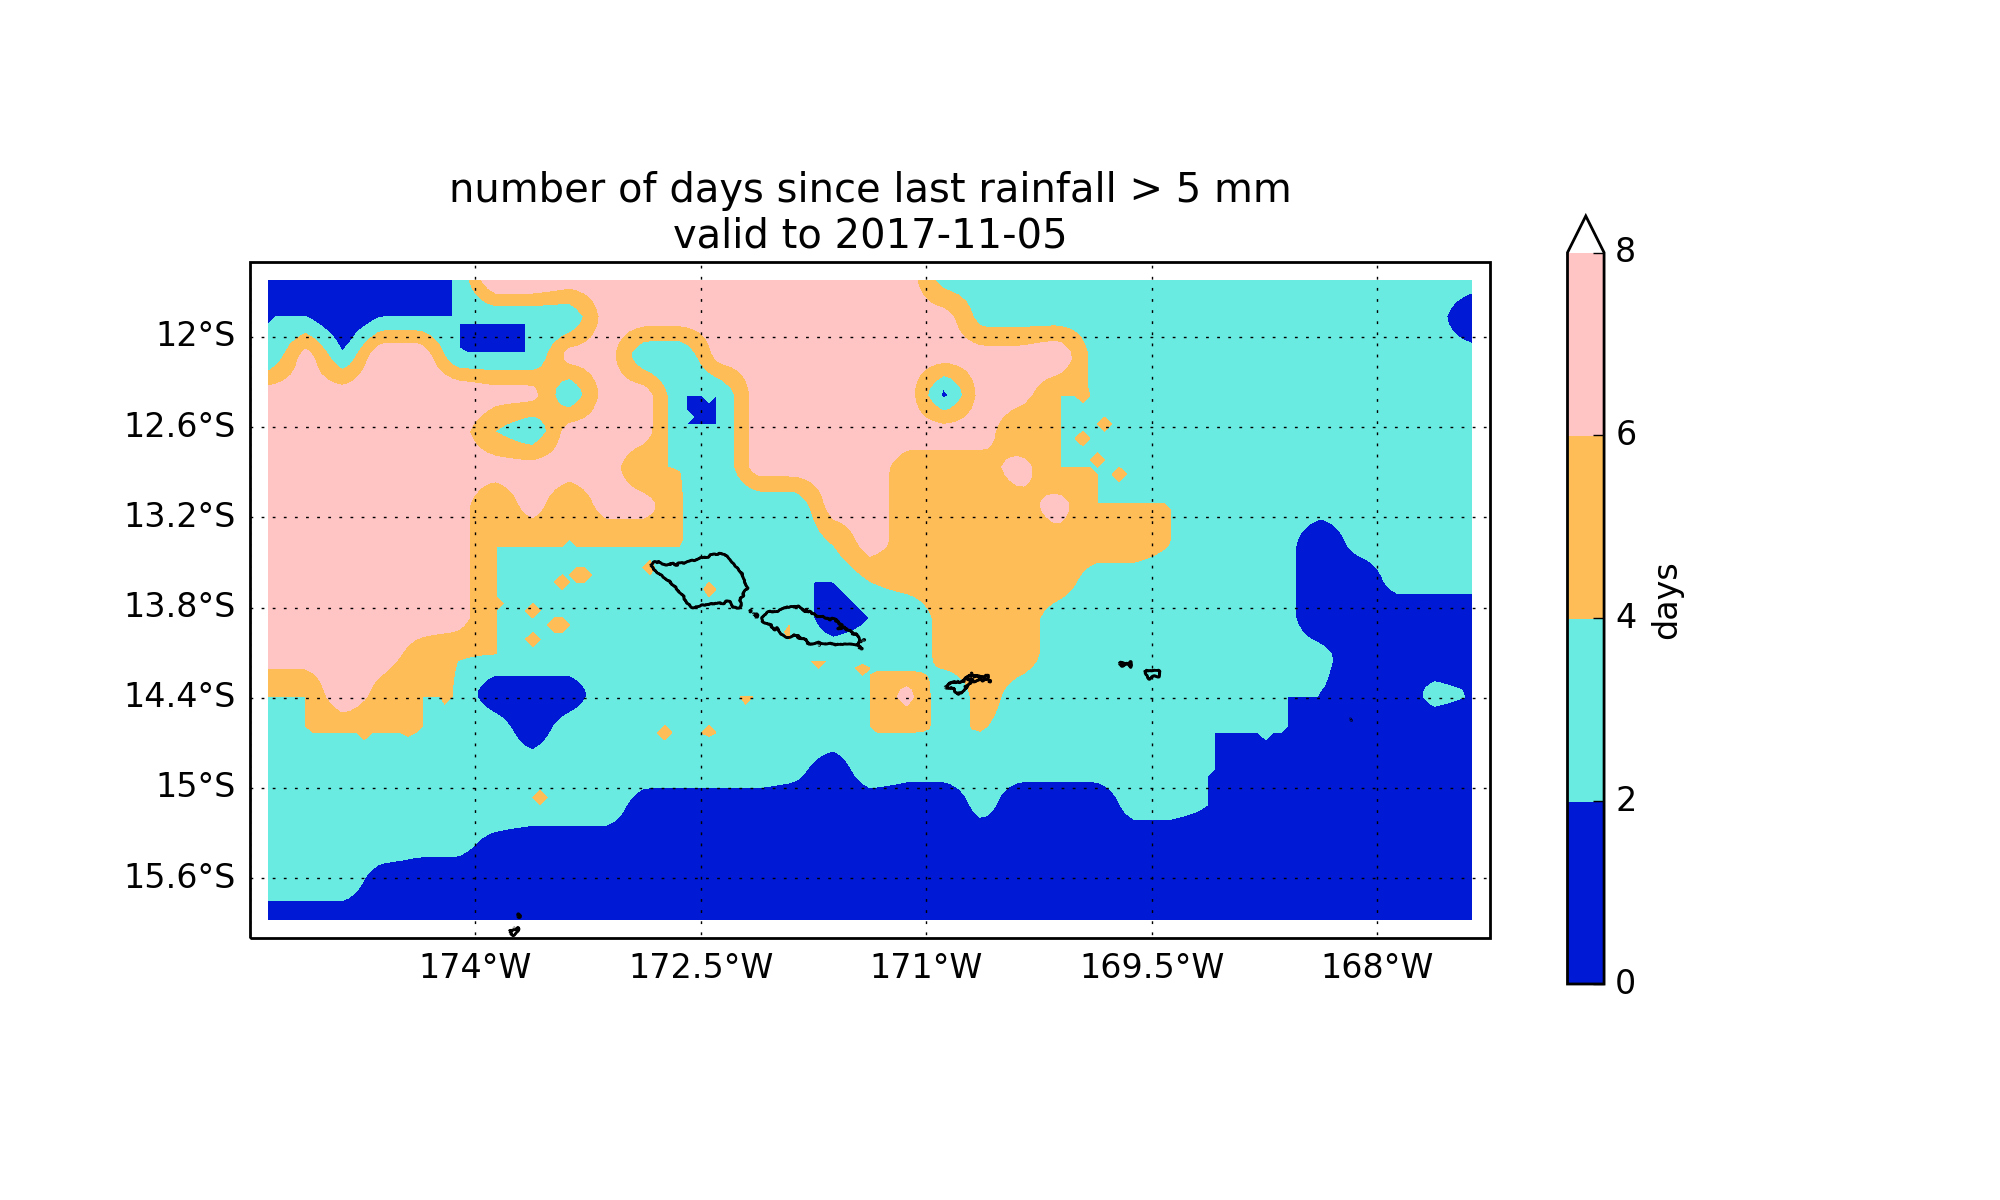 number of days since last rainfall > 5 mm
valid to 2017-11-05
12°S
12.6°S
13.2°S
13.8°S
14.4°S
15°S
15.6°S
174°W 172.5°W 171°W 169.5°W 168°W
8
6
4
2
0
days